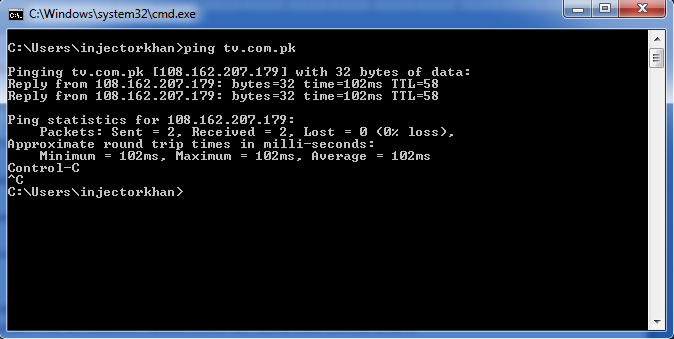 C:\Windows\system32\cmd.exe
C:\Users\injectorkhan>ping tv.com.pk
Pinging tv.com.pk [108.162.207.179] with 32 bytes of data:
Reply from 108.162.207.179: bytes=32 time=102ms TTL=58
Reply from 108.162.207.179: bytes=32 time=102ms TTL=58
Ping statistics for 108.162.207.179:
    Packets: Sent = 2, Received = 2, Lost = 0 (0% loss),
Approximate round trip times in milli-seconds:
    Minimum = 102ms, Maximum = 102ms, Average = 102ms
Control-C
^C
C:\Users\injectorkhan>